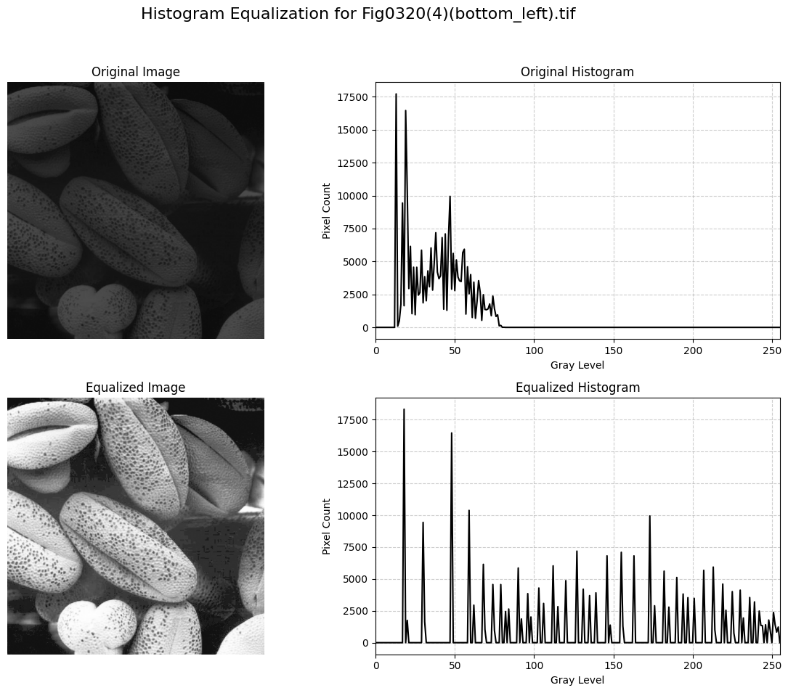 Histogram Equalization for Fig0320(4)(bottom_left).tif
Original Image
Original Histogram
17500
15000
12500
10000
7500
5000
2500
0
Pixel Count
0 50 100 150 200 250
Gray Level
Equalized Image
Equalized Histogram
17500
15000
12500
10000
7500
5000
2500
0
Pixel Count
0 50 100 150 200 250
Gray Level